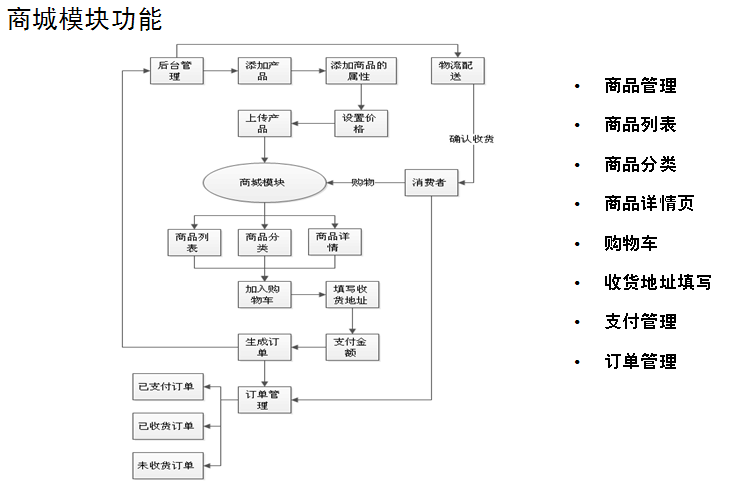 商城模块功能
后台管
理
添加产
品
添加商品的
属性
物流配
送
上传产
品
设置价
格
确认收货
商城模块
购物
消费者
商品列
表
商品分
类
商品详
情
加入购
物车
填写收
货地址
生成订
单
支付金
额
订单管
理
已支付订单
已收货订单
未收货订单
• 商品管理
• 商品列表
• 商品分类
• 商品详情页
• 购物车
• 收货地址填写
• 支付管理
• 订单管理